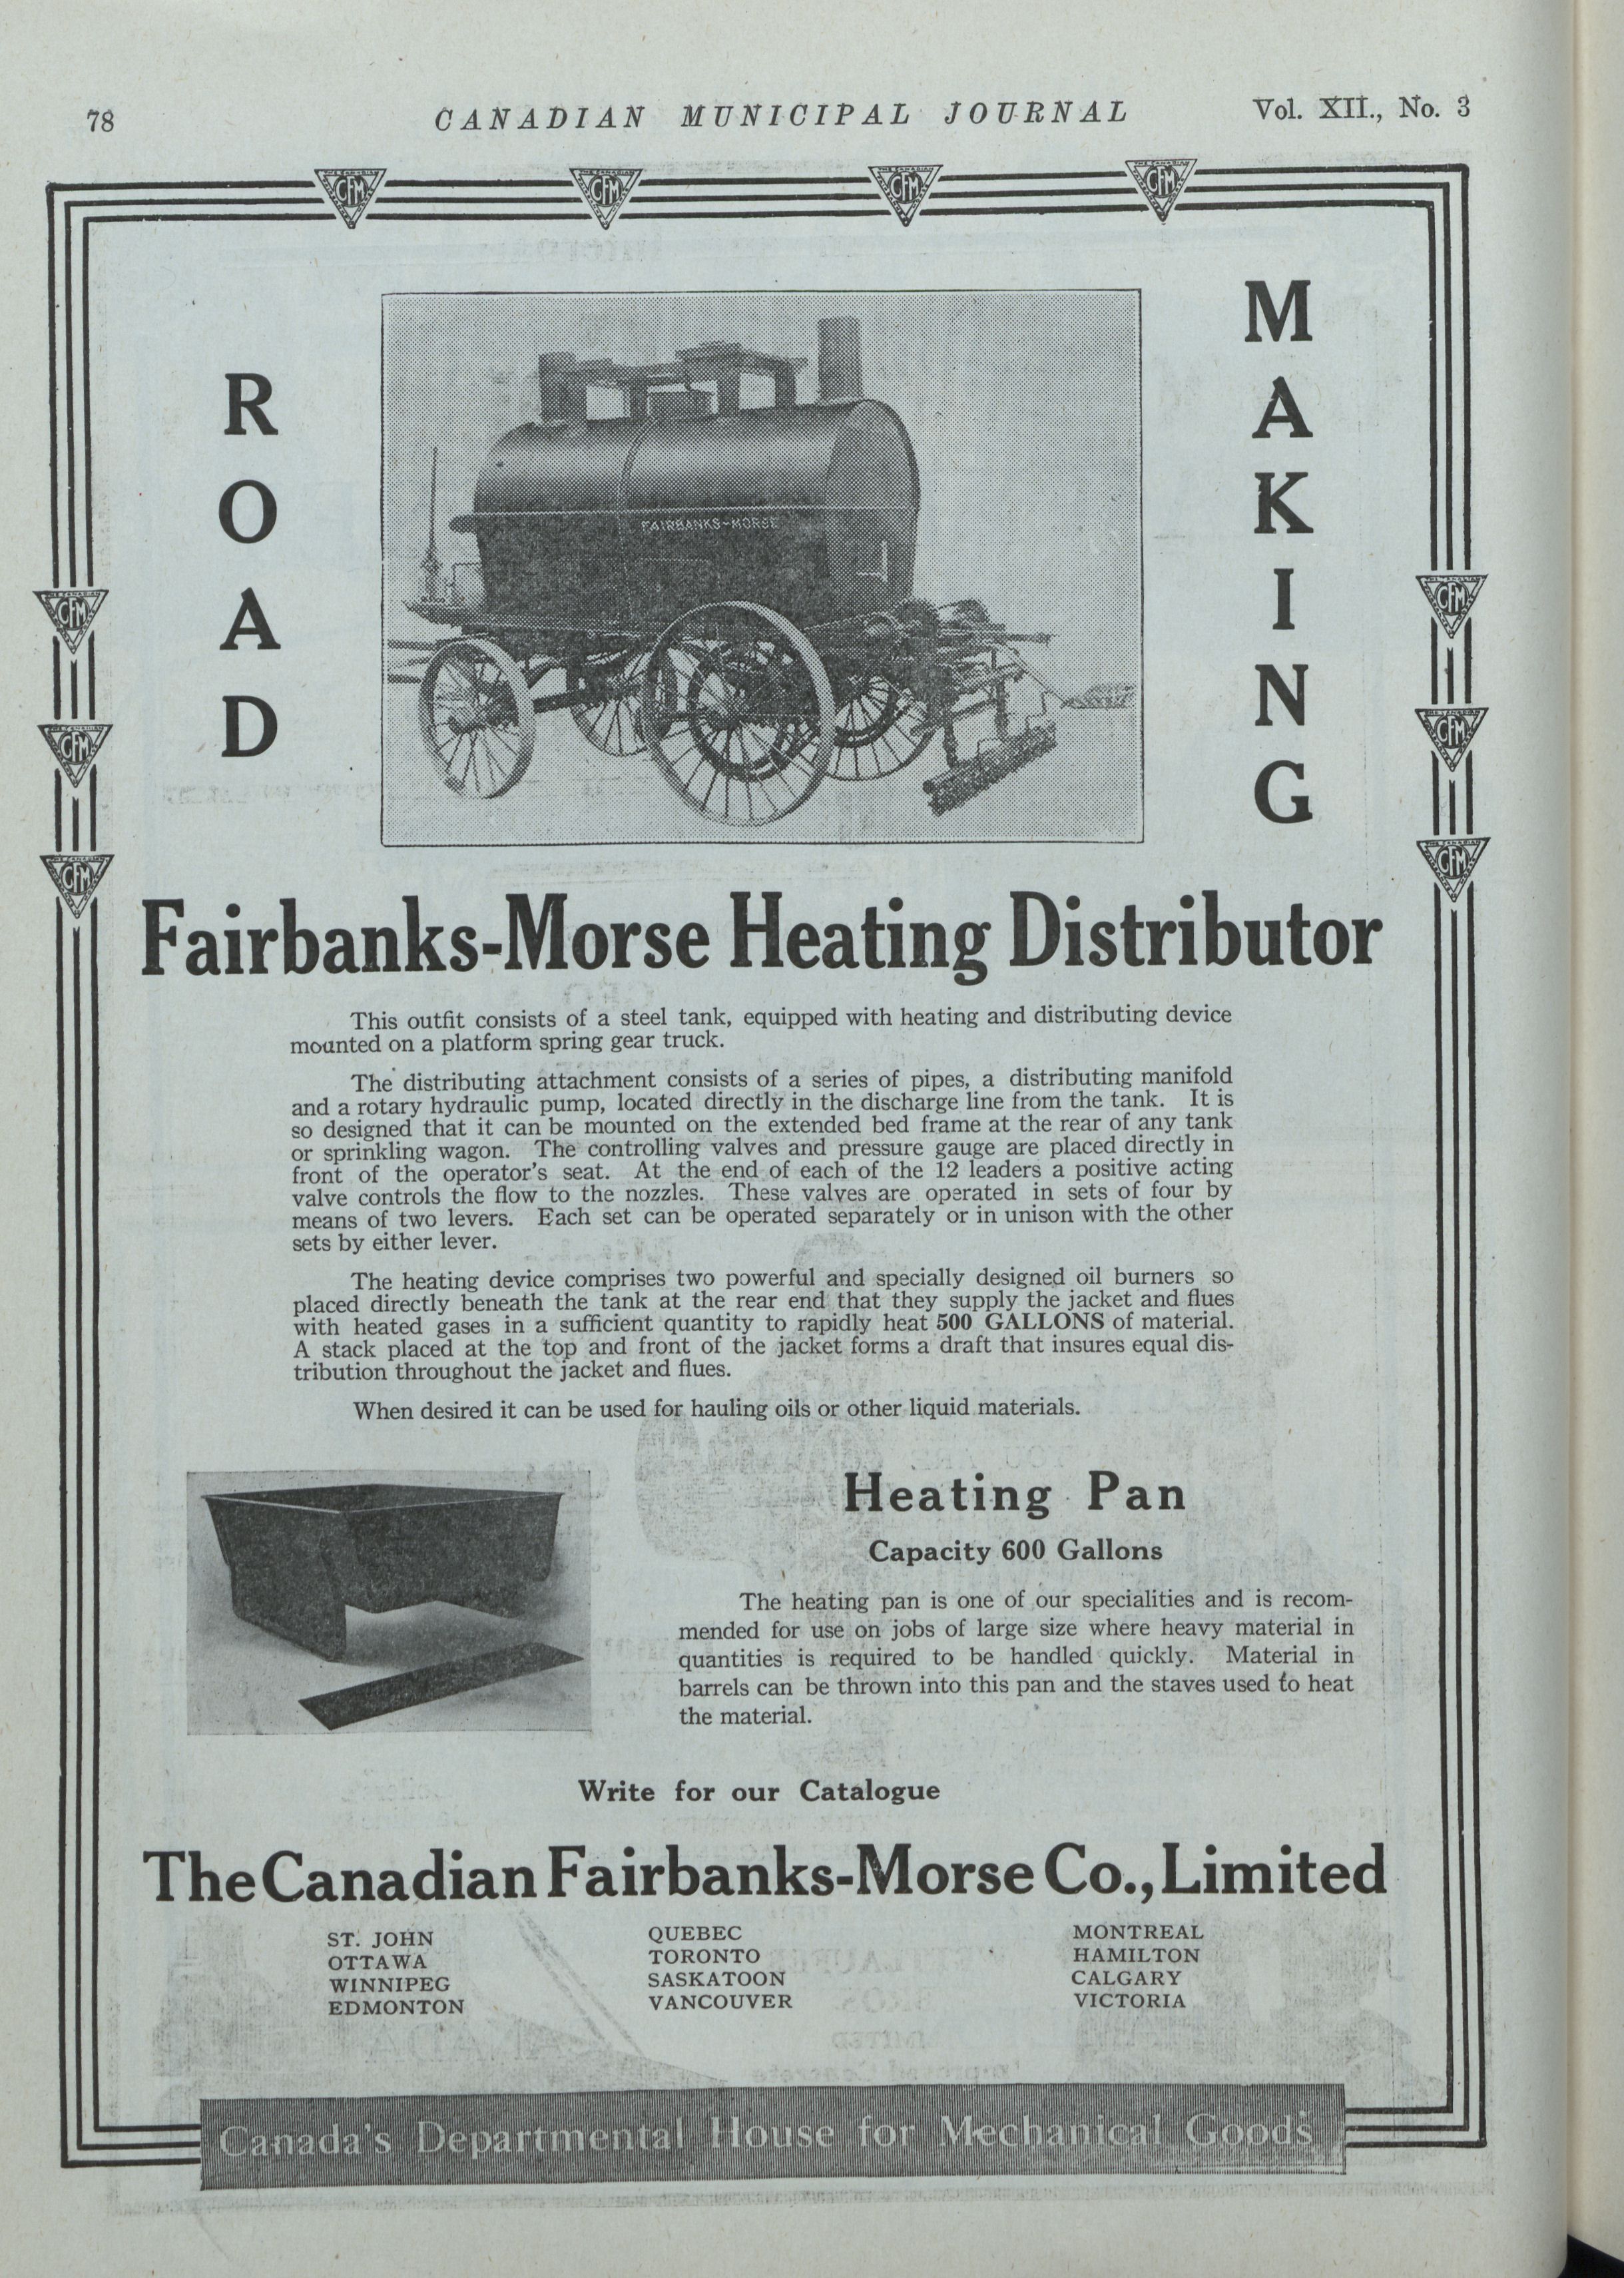 78
CANADIAN MUNICIPAL JOURNAL
Vol. XII., No. 3
CFM
CFM
CFM
CFM
ROAD
MAKING
FAIRBANKS-MORSE
CFM
CFM
CFM
CFM
CFM
CFM
Fairbanks-Morse Heating Distributor
This outfit consists of a steel tank, equipped with heating and distributing device
mounted on a platform spring gear truck.
The distributing attachment consists of a series of pipes, a distributing manifold
and a rotary hydraulic pump, located directly in the discharge line from the tank. It is
so designed that it can be mounted on the extended bed frame at the rear of any tank
or sprinkling wagon. The controlling valves and pressure gauge are placed directly in
front of the operator's seat. At the end of each of the 12 leaders a positive acting
valve controls the flow to the nozzles. These valves are operated in sets of four by
means of two levers. Each set can be operated separately or in unison with the other
sets by either lever.
The heating device comprises two powerful and specially designed oil burners so
placed directly beneath the tank at the rear end that they supply the jacket and flues
with heated gases in a sufficient quantity to rapidly heat 500 GALLONS of material.
A stack placed at the top and front of the jacket forms a draft that insures equal dis-
tribution throughout the jacket and flues.
When desired it can be used for hauling oils or other liquid materials.
Heating Pan
Capacity 600 Gallons
The heating pan is one of our specialities and is recom-
mended for use on jobs of large size where heavy material in
quantities is required to be handled quickly. Material in
barrels can be thrown into this pan and the staves used to heat
the material.
Write for our Catalogue
The Canadian Fairbanks-Morse Co., Limited
ST. JOHN
OTTAWA
WINNIPEG
EDMONTON
QUEBEC
TORONTO
SASKATOON
VANCOUVER
MONTREAL
HAMILTON
CALGARY
VICTORIA
Canada's Departmental House for Mechanical Goods